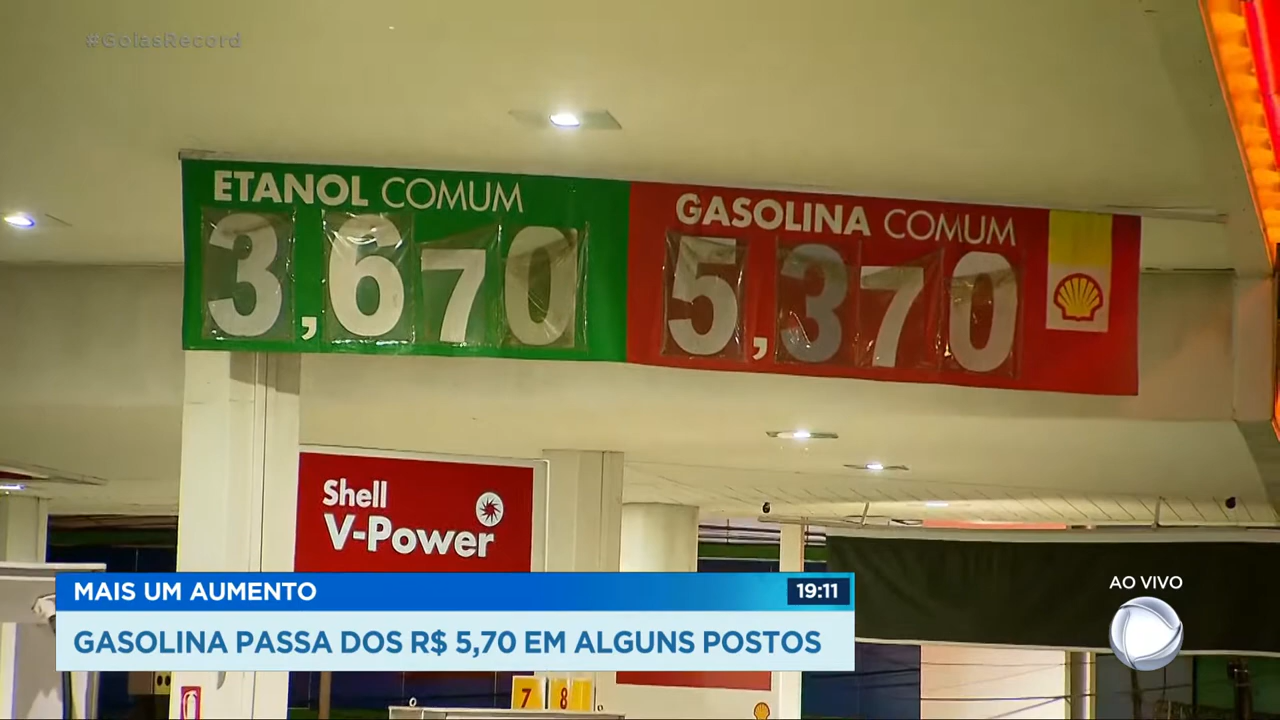 #GoiasRecord
ETANOL COMUM
3,670
GASOLINA COMUM
5,370
Shell
V-Power
MAIS UM AUMENTO
19:11
GASOLINA PASSA DOS R$ 5,70 EM ALGUNS POSTOS
AO VIVO
7 8